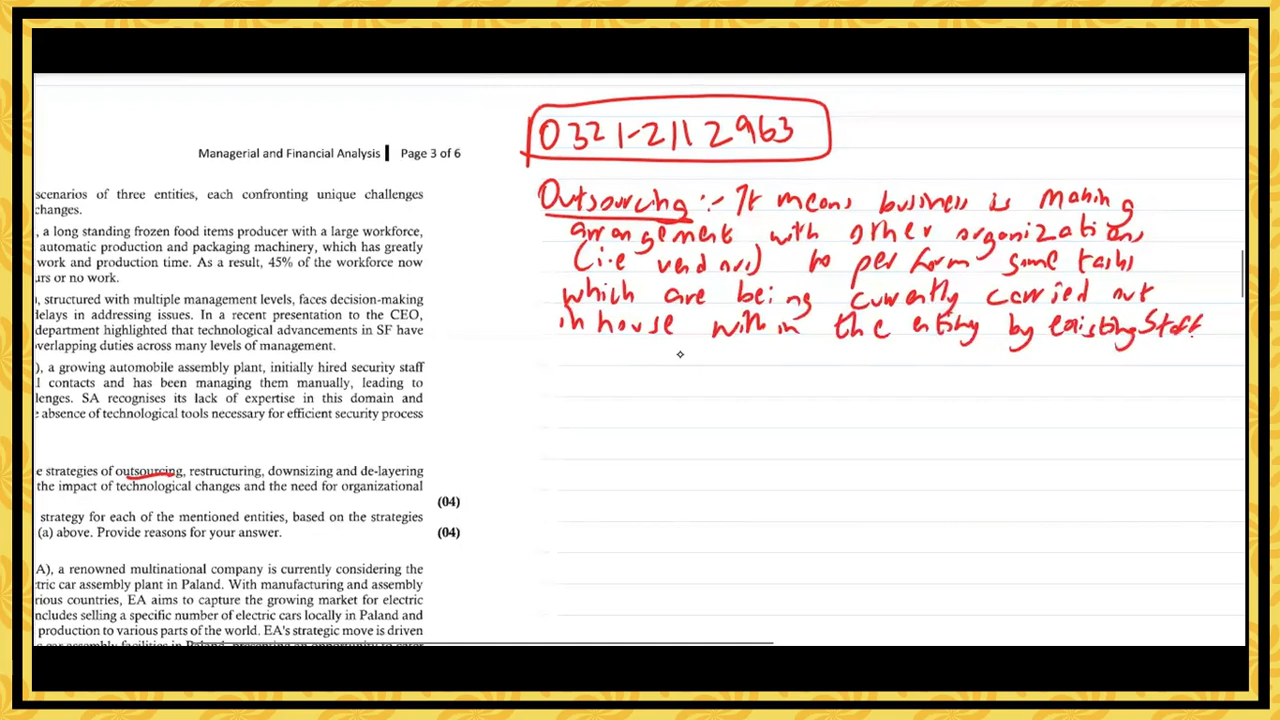 Managerial and Financial Analysis | Page 3 of 6
scenarios of three entities, each confronting unique challenges
changes.
, a long standing frozen food items producer with a large workforce,
automatic production and packaging machinery, which has greatly
work and production time. As a result, 45% of the workforce now
urs or no work.
, structured with multiple management levels, faces decision-making
delays in addressing issues. In a recent presentation to the CEO,
department highlighted that technological advancements in SF have
overlapping duties across many levels of management.
), a growing automobile assembly plant, initially hired security staff
l contacts and has been managing them manually, leading to
lenges. SA recognises its lack of expertise in this domain and
absence of technological tools necessary for efficient security process
e strategies of outsourcing, restructuring, downsizing and de-layering
the impact of technological changes and the need for organizational
(04)
strategy for each of the mentioned entities, based on the strategies
(a) above. Provide reasons for your answer.
(04)
A), a renowned multinational company is currently considering the
tric car assembly plant in Paland. With manufacturing and assembly
rious countries, EA aims to capture the growing market for electric
includes selling a specific number of electric cars locally in Paland and
production to various parts of the world. EA's strategic move is driven
0321-2112963
Outsourcing :- It means business is making
arrangement with other organizations
(i.e vendors) to perform some tasks
which are being currently carried out
inhouse within the entity by existing Staff.